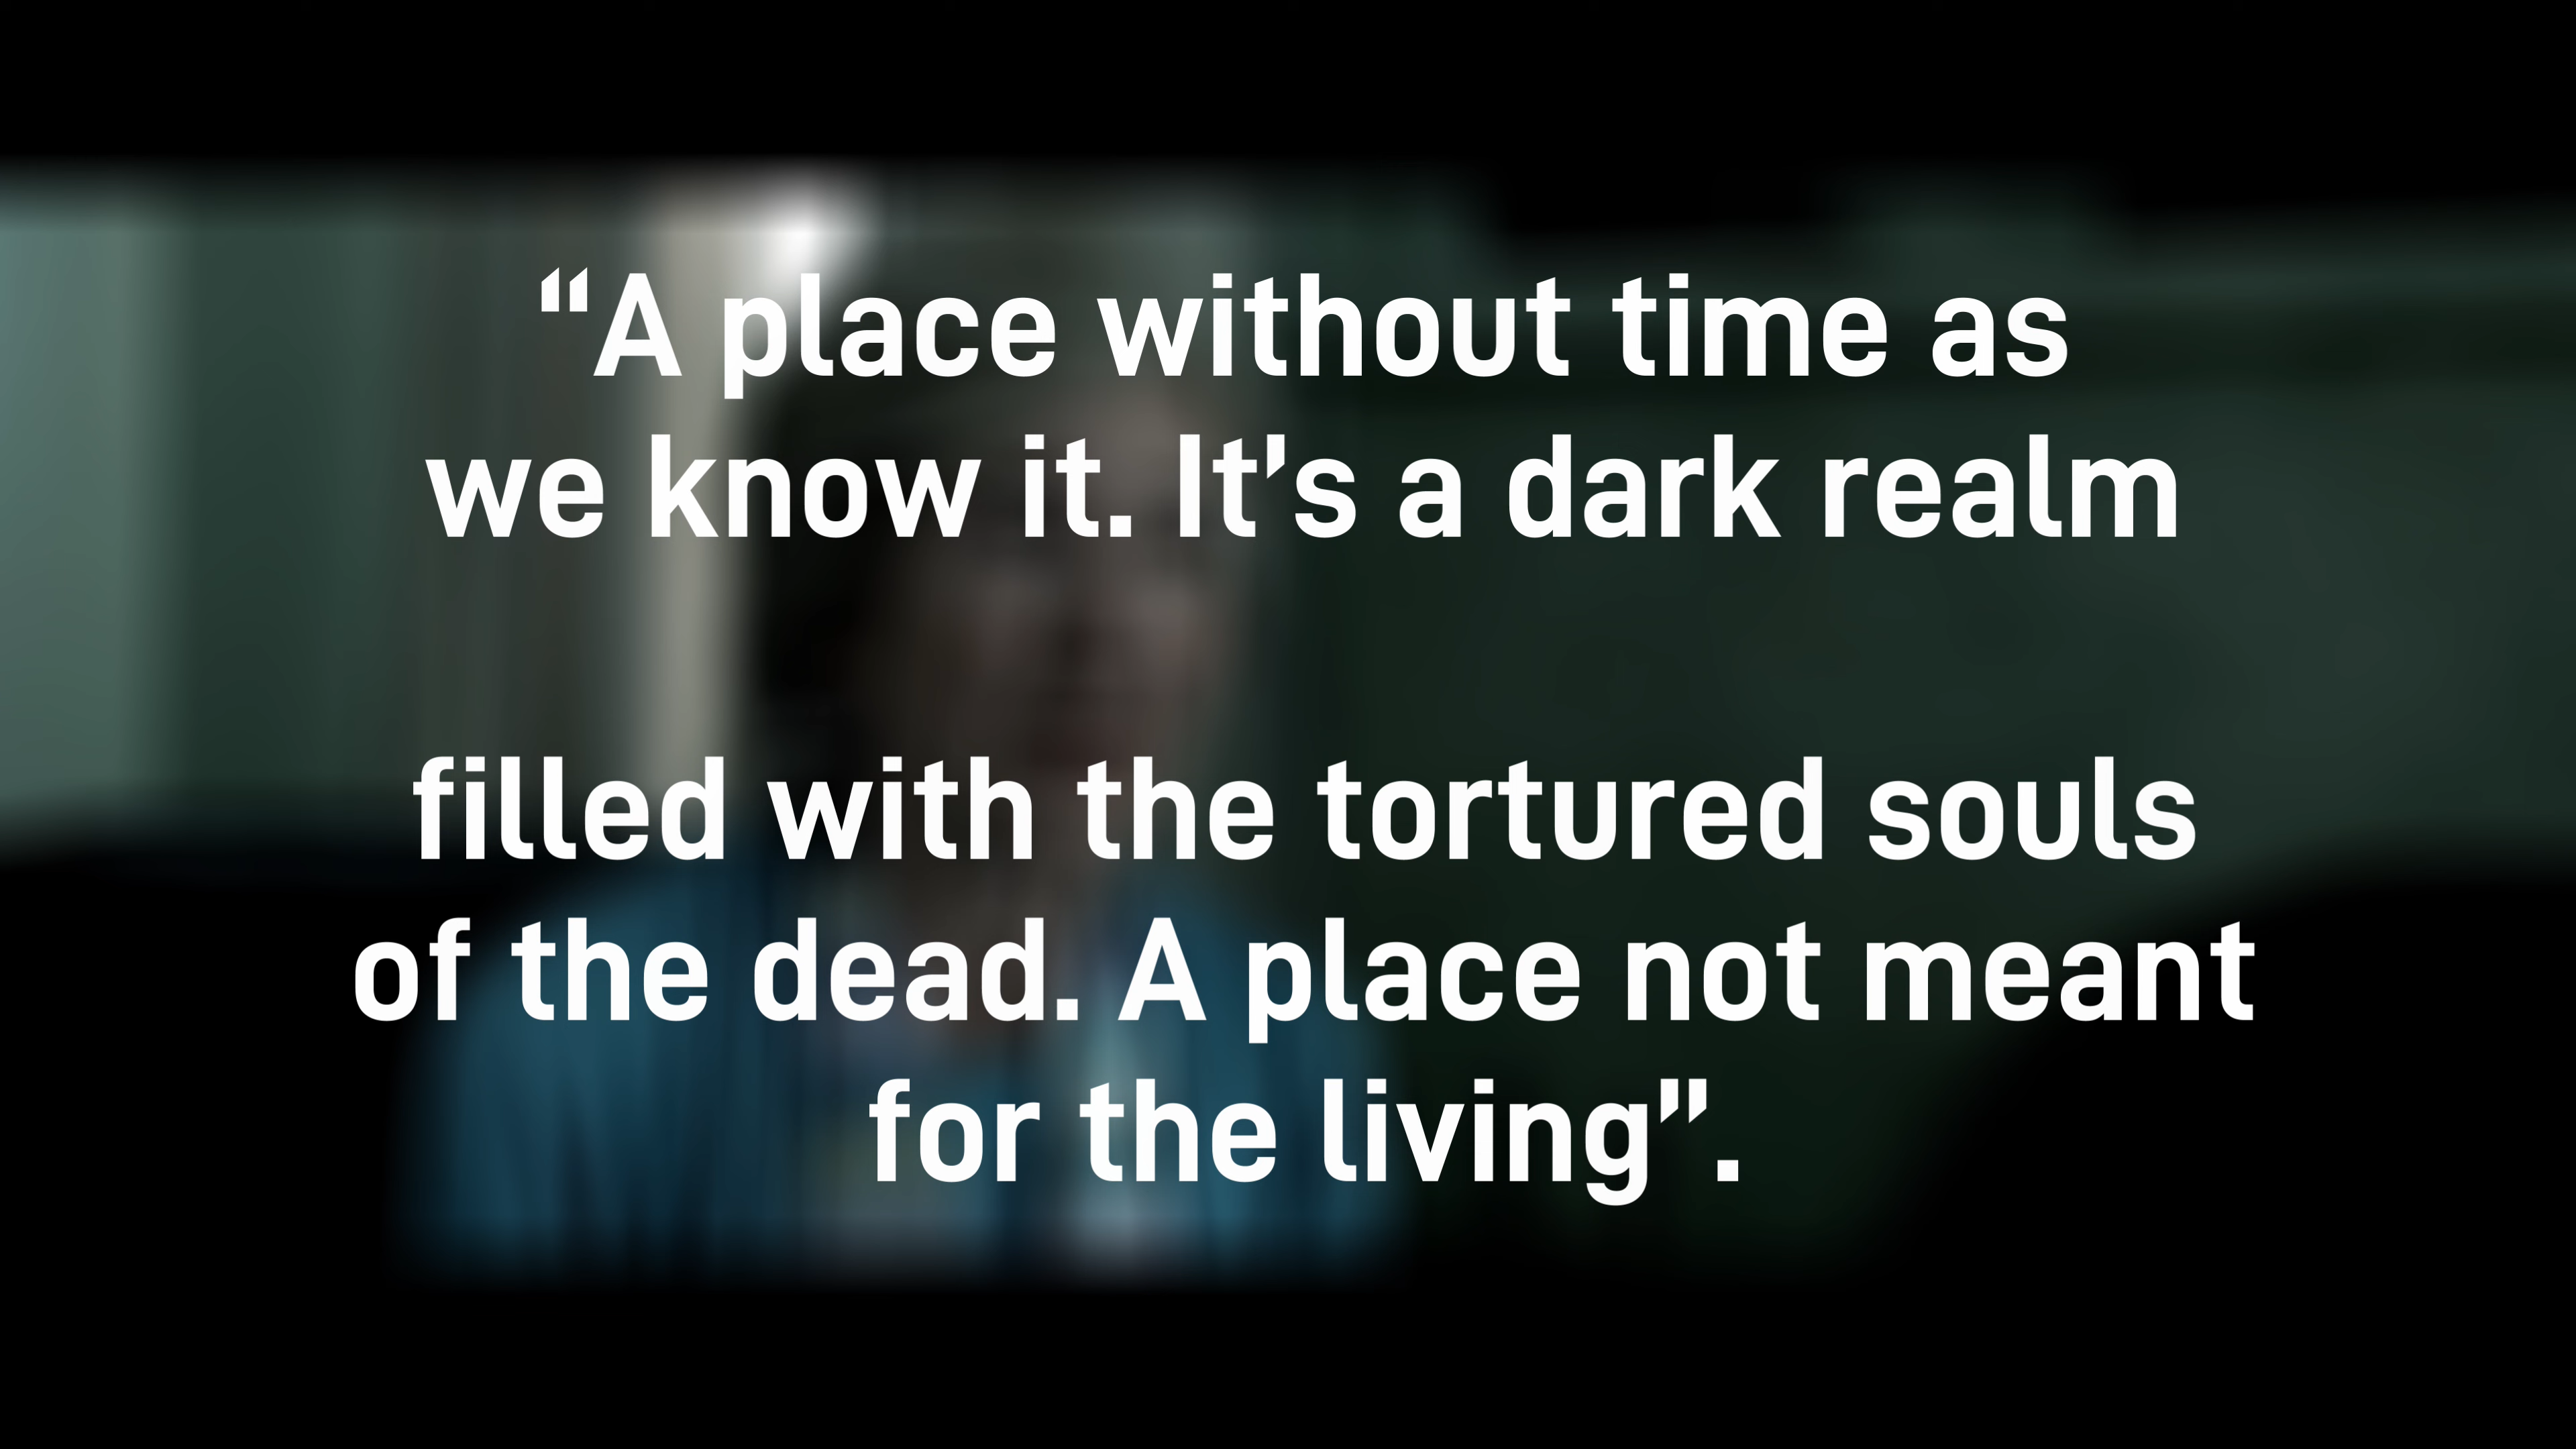 “A place without time as
we know it. It’s a dark realm
filled with the tortured souls
of the dead. A place not meant
for the living”.